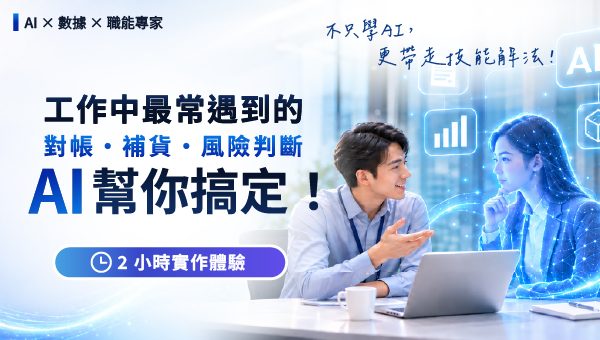 AI × 數據 × 職能專家
不只學AI,
更帶走技能解法!
工作中最常遇到的
對帳・補貨・風險判斷
AI 幫你搞定!
2 小時實作體驗
AI